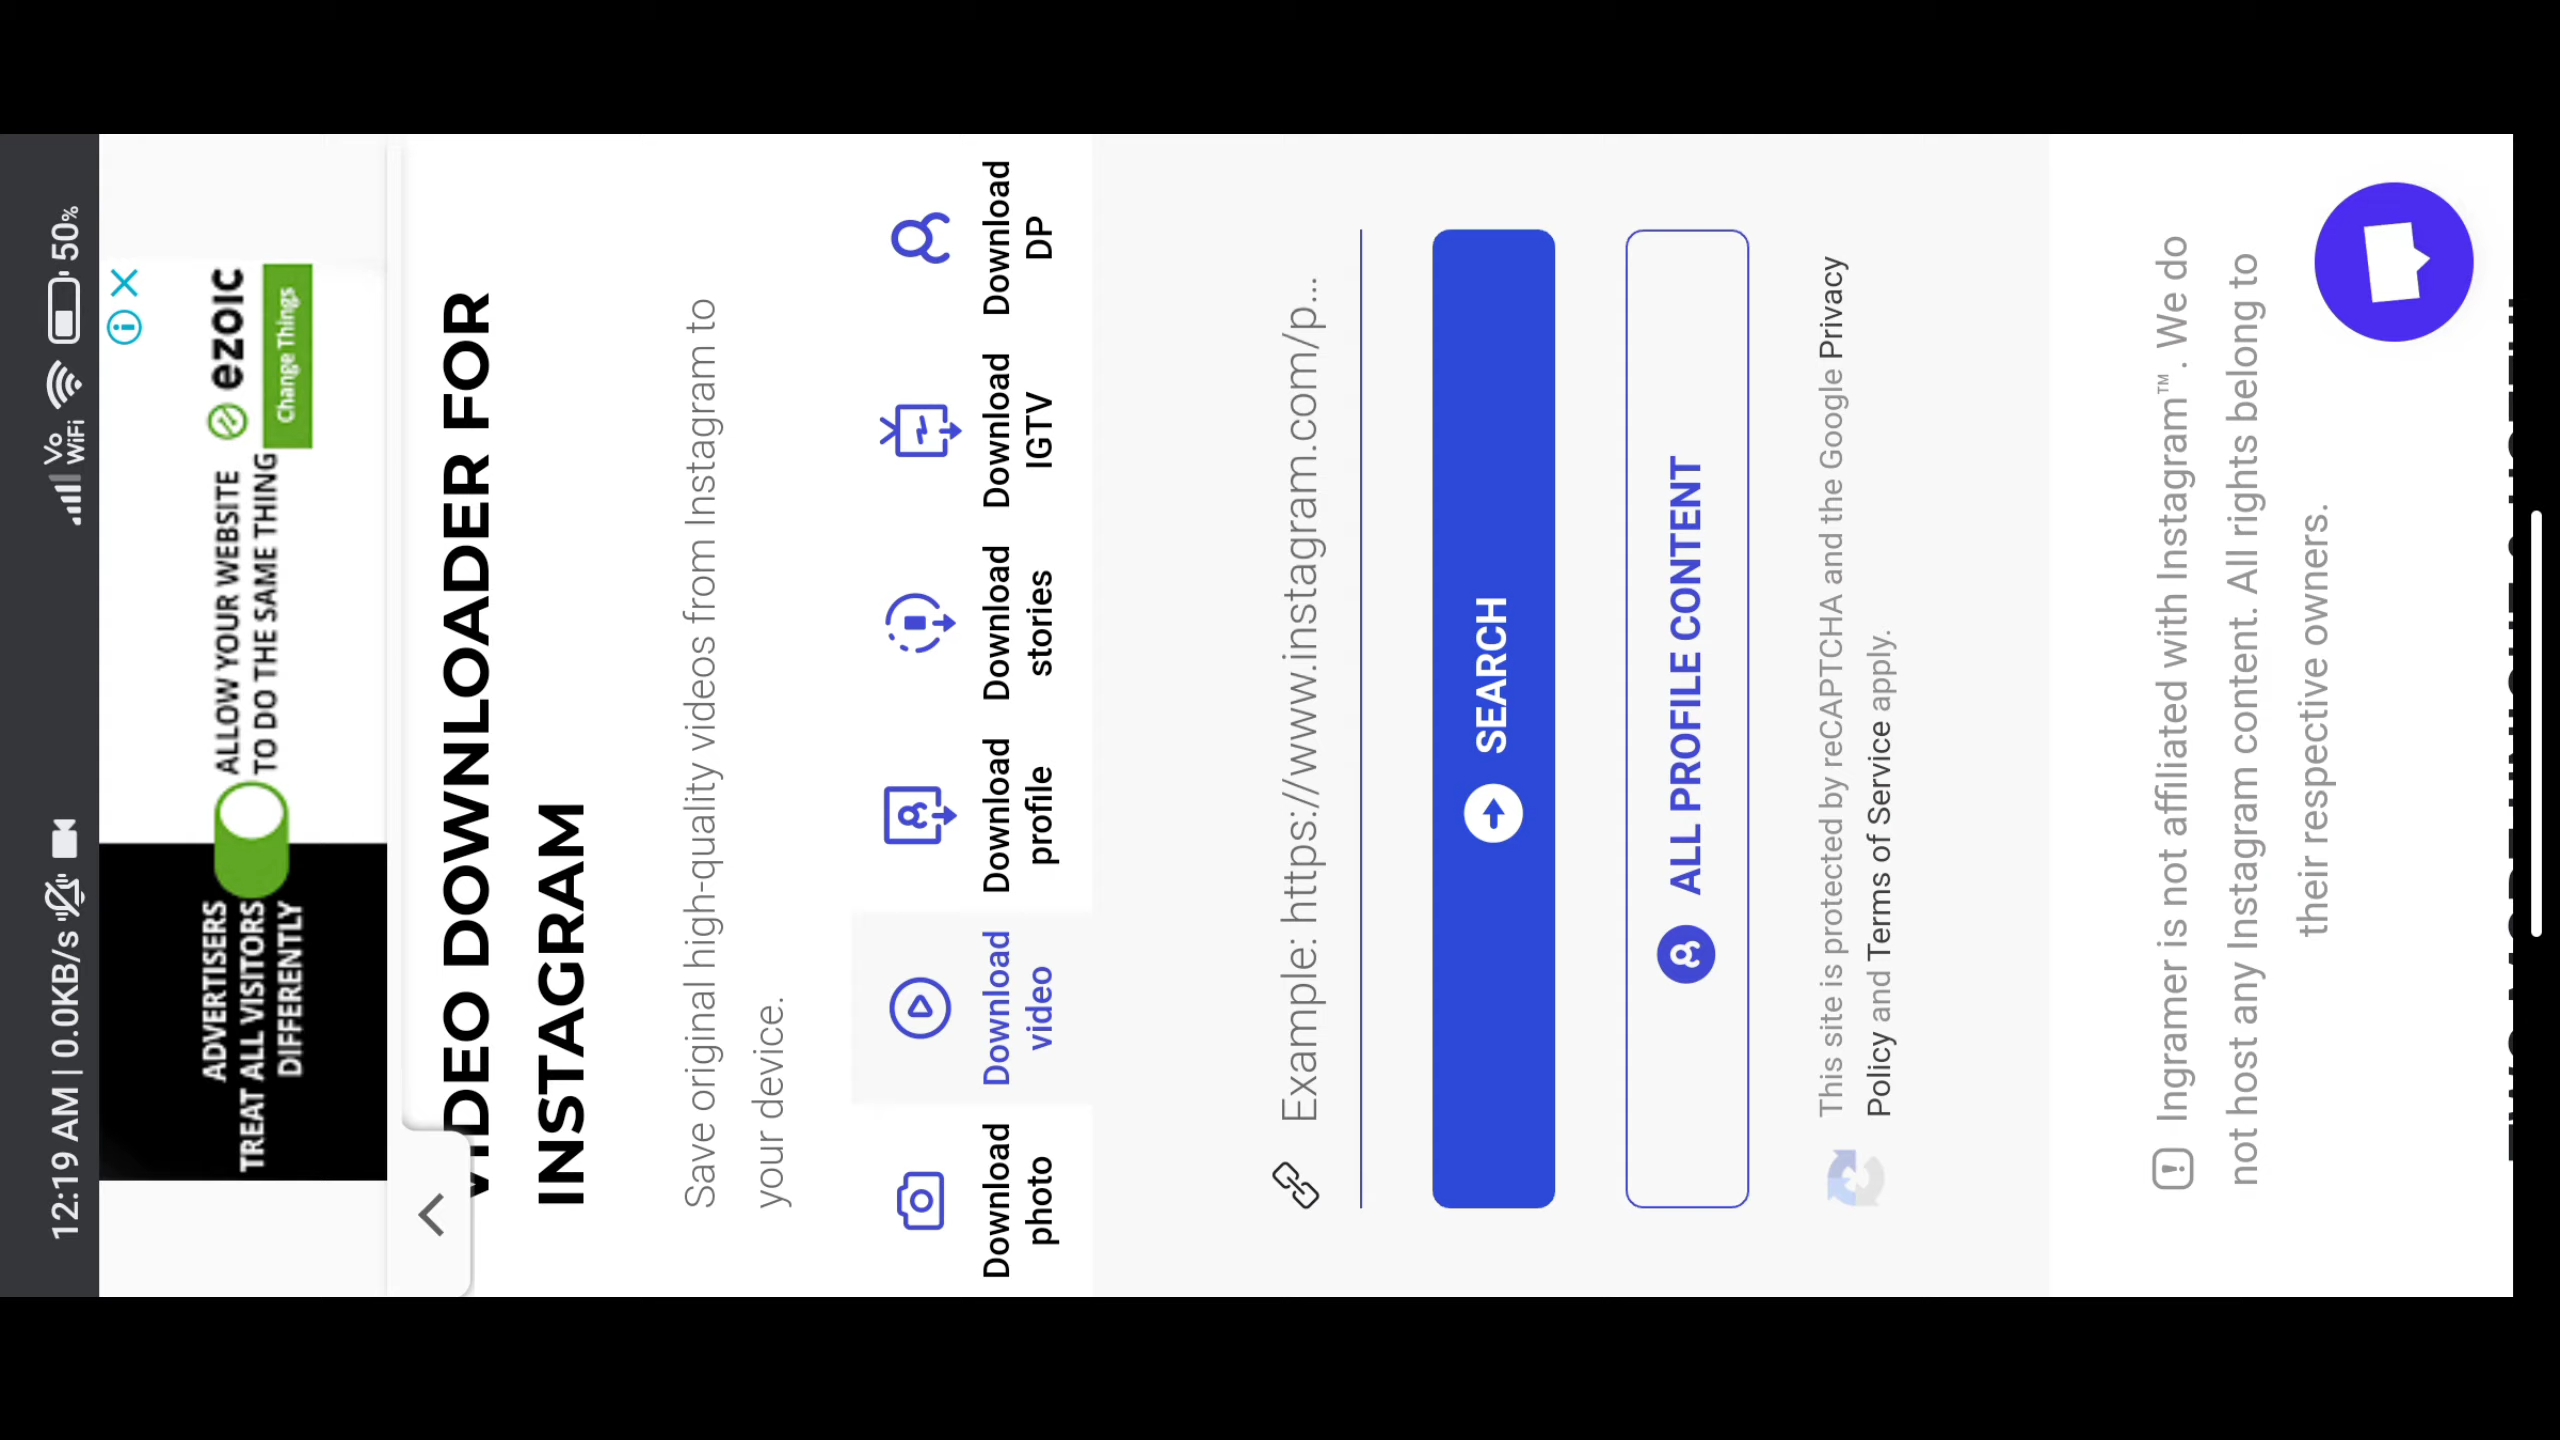 12:19 AM | 0.0KB/s
Vo
WiFi
50%
ADVERTISERS
TREAT ALL VISITORS
DIFFERENTLY
ALLOW YOUR WEBSITE
TO DO THE SAME THING
ezoic
Change Things
VIDEO DOWNLOADER FOR
INSTAGRAM
Save original high-quality videos from Instagram to
your device.
Download
photo
Download
video
Download
profile
Download
stories
Download
IGTV
Download
DP
Example: https://www.instagram.com/p...
SEARCH
ALL PROFILE CONTENT
This site is protected by reCAPTCHA and the Google Privacy
Policy and Terms of Service apply.
Ingramer is not affiliated with Instagram™. We do
not host any Instagram content. All rights belong to
their respective owners.